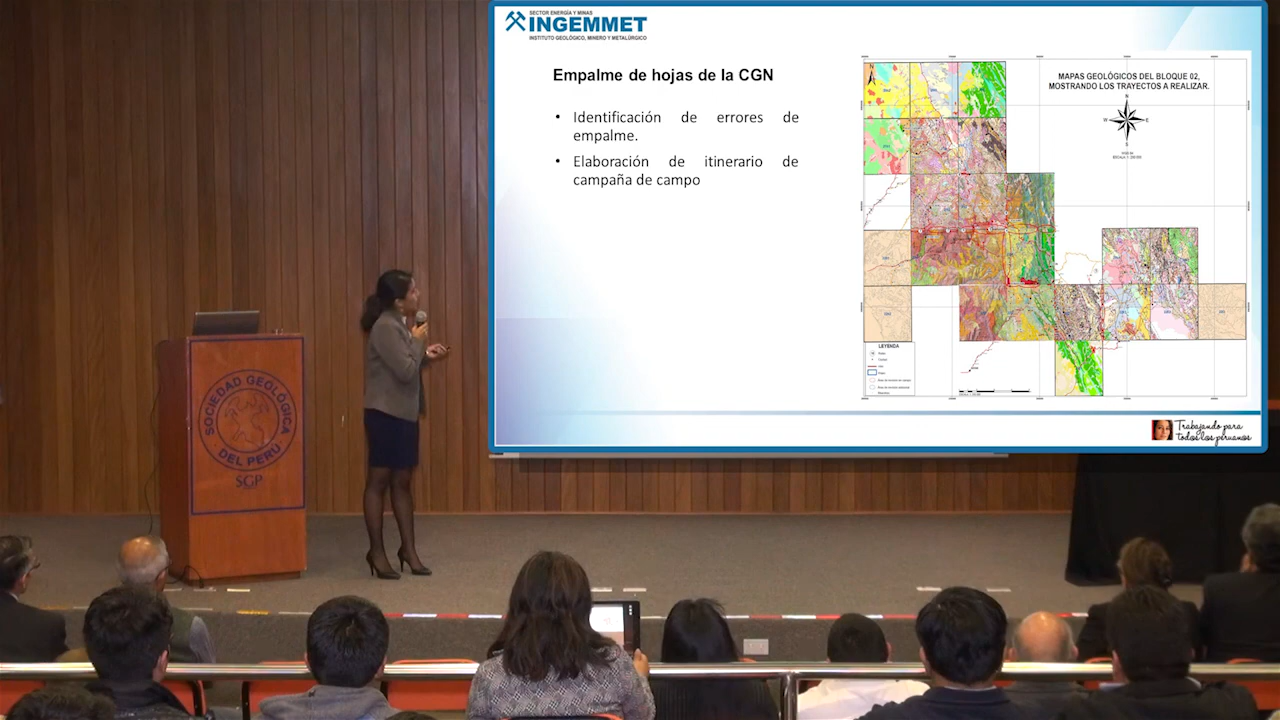 SECTOR ENERGÍA Y MINAS
INGEMMET
INSTITUTO GEOLÓGICO, MINERO Y METALÚRGICO
Empalme de hojas de la CGN
• Identificación de errores de
empalme.
• Elaboración de itinerario de
campaña de campo
MAPAS GEOLÓGICOS DEL BLOQUE 02,
MOSTRANDO LOS TRAYECTOS A REALIZAR.
N
W E
S
LEYENDA
Trabajando para
todos los peruanos
SOCIEDAD GEOLÓGICA
DEL PERÚ
SGP